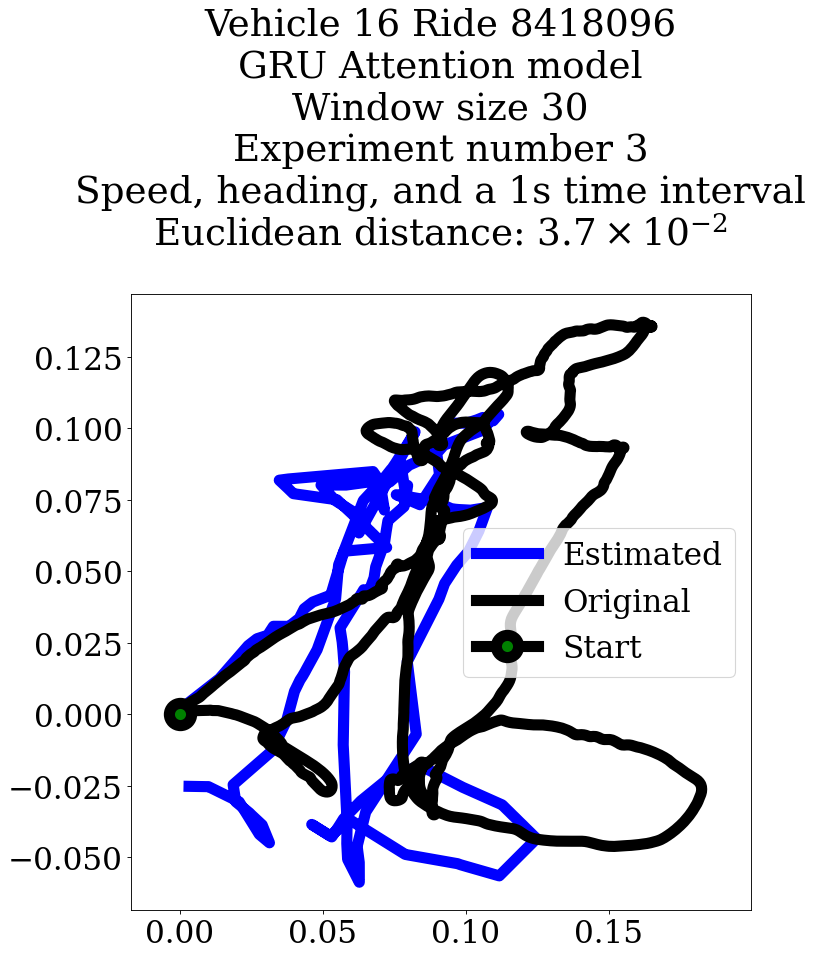 Vehicle 16 Ride 8418096
GRU Attention model
Window size 30
Experiment number 3
Speed, heading, and a 1s time interval
Euclidean distance: 3.7 × 10⁻²
0.125
0.100
0.075
0.050
0.025
0.000
−0.025
−0.050
Estimated
Original
Start
0.00 0.05 0.10 0.15